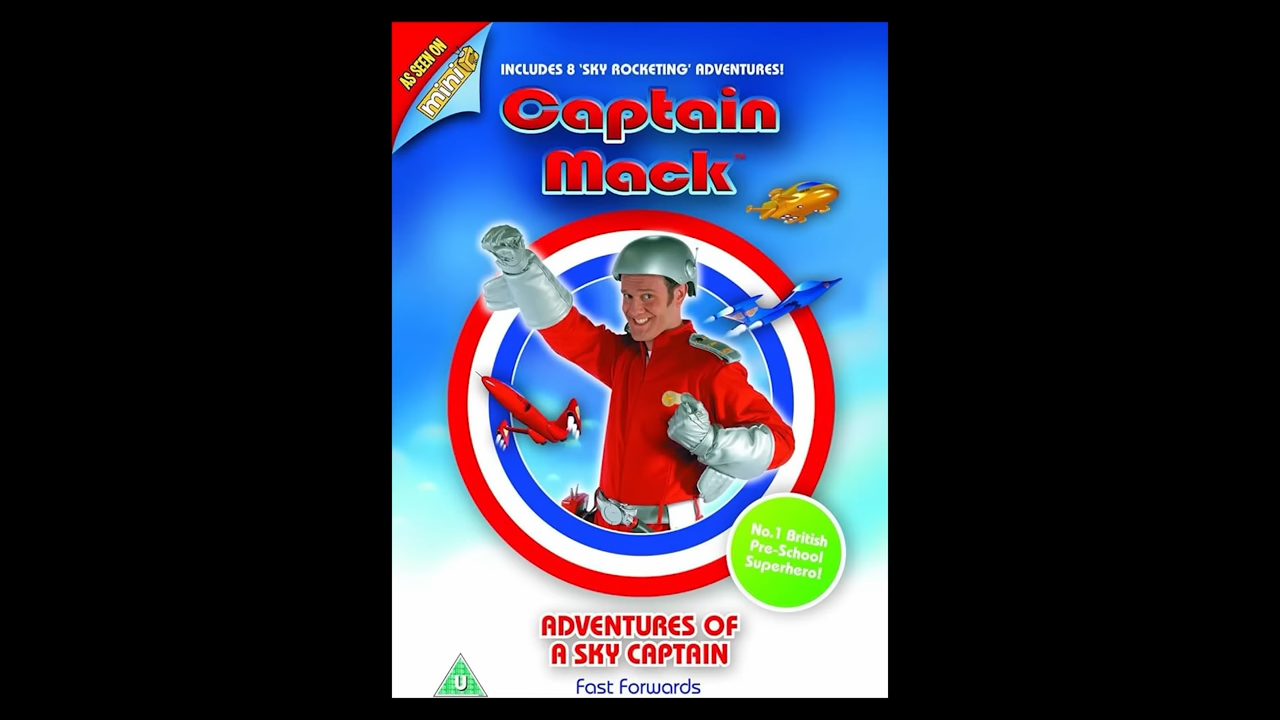 AS SEEN ON
mini
INCLUDES 8 'SKY ROCKETING' ADVENTURES!
Captain
Mack™
No.1 British
Pre-School
Superhero!
ADVENTURES OF
A SKY CAPTAIN
U
Fast Forwards